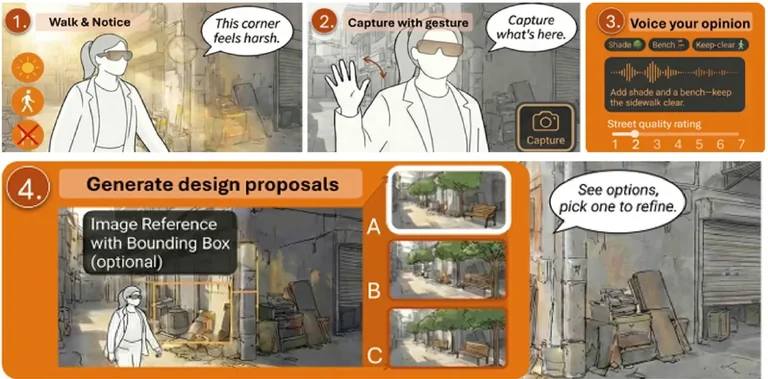 1.
Walk & Notice
This corner
feels harsh.
2.
Capture with gesture
Capture
what's here.
Capture
3.
Voice your opinion
Shade
Bench
Keep-clear
Add shade and a bench—keep
the sidewalk clear.
Street quality rating
1 2 3 4 5 6 7
4.
Generate design proposals
Image Reference
with Bounding Box
(optional)
A
B
C
See options,
pick one to refine.